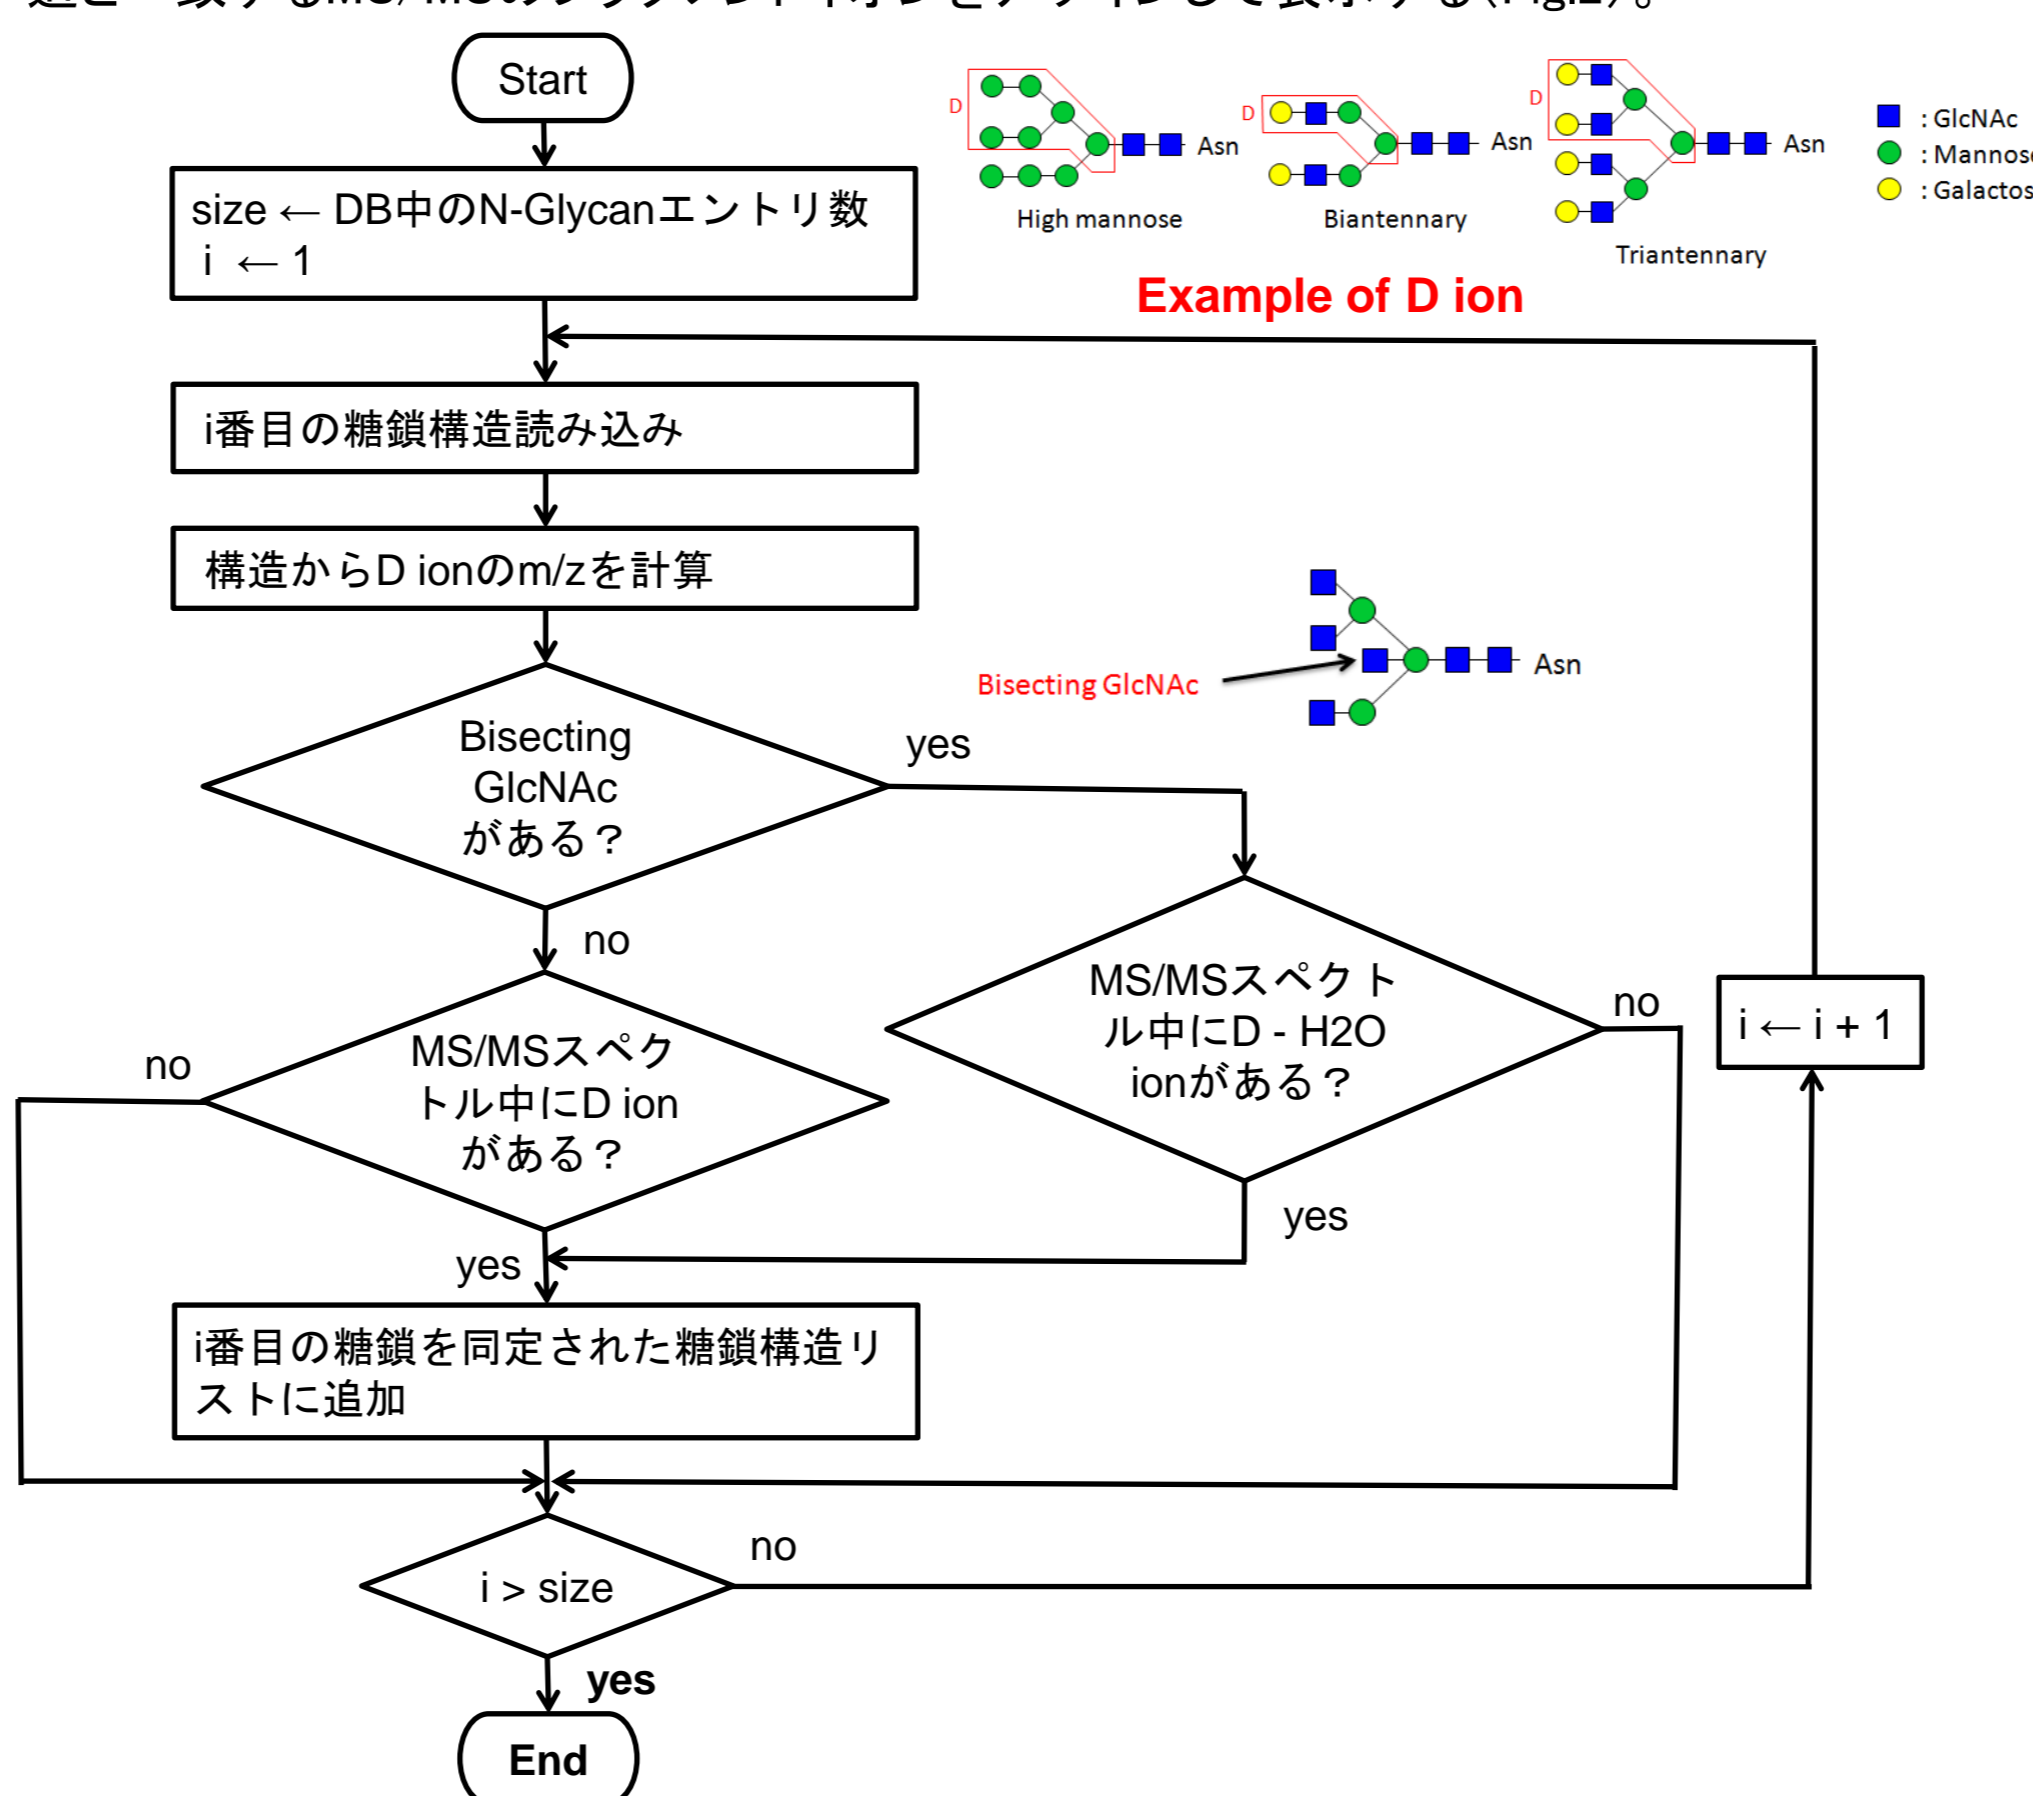 Start
size ← DB中のN-Glycanエントリ数
i ← 1
D
Asn
High mannose
D
Asn
Biantennary
D
Asn
Triantennary
: GlcNAc
: Mannose
: Galactos
Example of D ion
i番目の糖鎖構造読み込み
構造からD ionのm/zを計算
Bisecting GlcNAc
Asn
Bisecting
GlcNAc
がある？
yes
no
MS/MSスペクト
ル中にD - H2O
ionがある？
no
yes
i ← i + 1
MS/MSスペク
トル中にD ion
がある？
no
yes
i番目の糖鎖を同定された糖鎖構造リ
ストに追加
i > size
no
yes
End